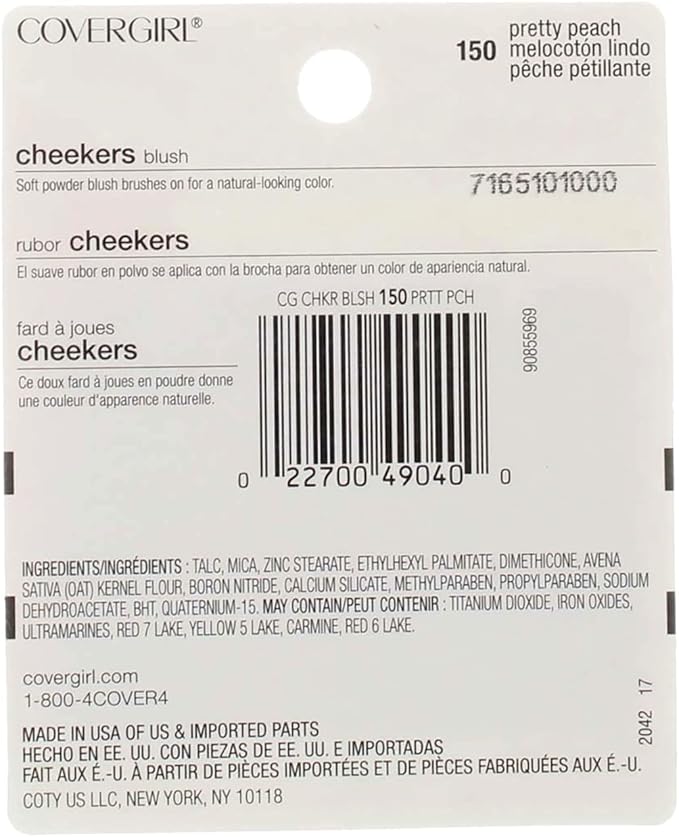 COVERGIRL®
150 pretty peach
melocotón lindo
pêche pétillante
cheekers blush
Soft powder blush brushes on for a natural-looking color.
7165101000
rubor cheekers
El suave rubor en polvo se aplica con la brocha para obtener un color de apariencia natural.
fard à joues
cheekers
Ce doux fard à joues en poudre donne
une couleur d'apparence naturelle.
CG CHKR BLSH 150 PRTT PCH
90855969
0 22700 49040 0
INGREDIENTS/INGRÉDIENTS : TALC, MICA, ZINC STEARATE, ETHYLHEXYL PALMITATE, DIMETHICONE, AVENA
SATIVA (OAT) KERNEL FLOUR, BORON NITRIDE, CALCIUM SILICATE, METHYLPARABEN, PROPYLPARABEN, SODIUM
DEHYDROACETATE, BHT, QUATERNIUM-15. MAY CONTAIN/PEUT CONTENIR : TITANIUM DIOXIDE, IRON OXIDES,
ULTRAMARINES, RED 7 LAKE, YELLOW 5 LAKE, CARMINE, RED 6 LAKE.
covergirl.com
1-800-4COVER4
2042 17
MADE IN USA OF US & IMPORTED PARTS
HECHO EN EE. UU. CON PIEZAS DE EE. UU. E IMPORTADAS
FAIT AUX É.-U. À PARTIR DE PIÈCES IMPORTÉES ET DE PIÈCES FABRIQUÉES AUX É.-U.
COTY US LLC, NEW YORK, NY 10118